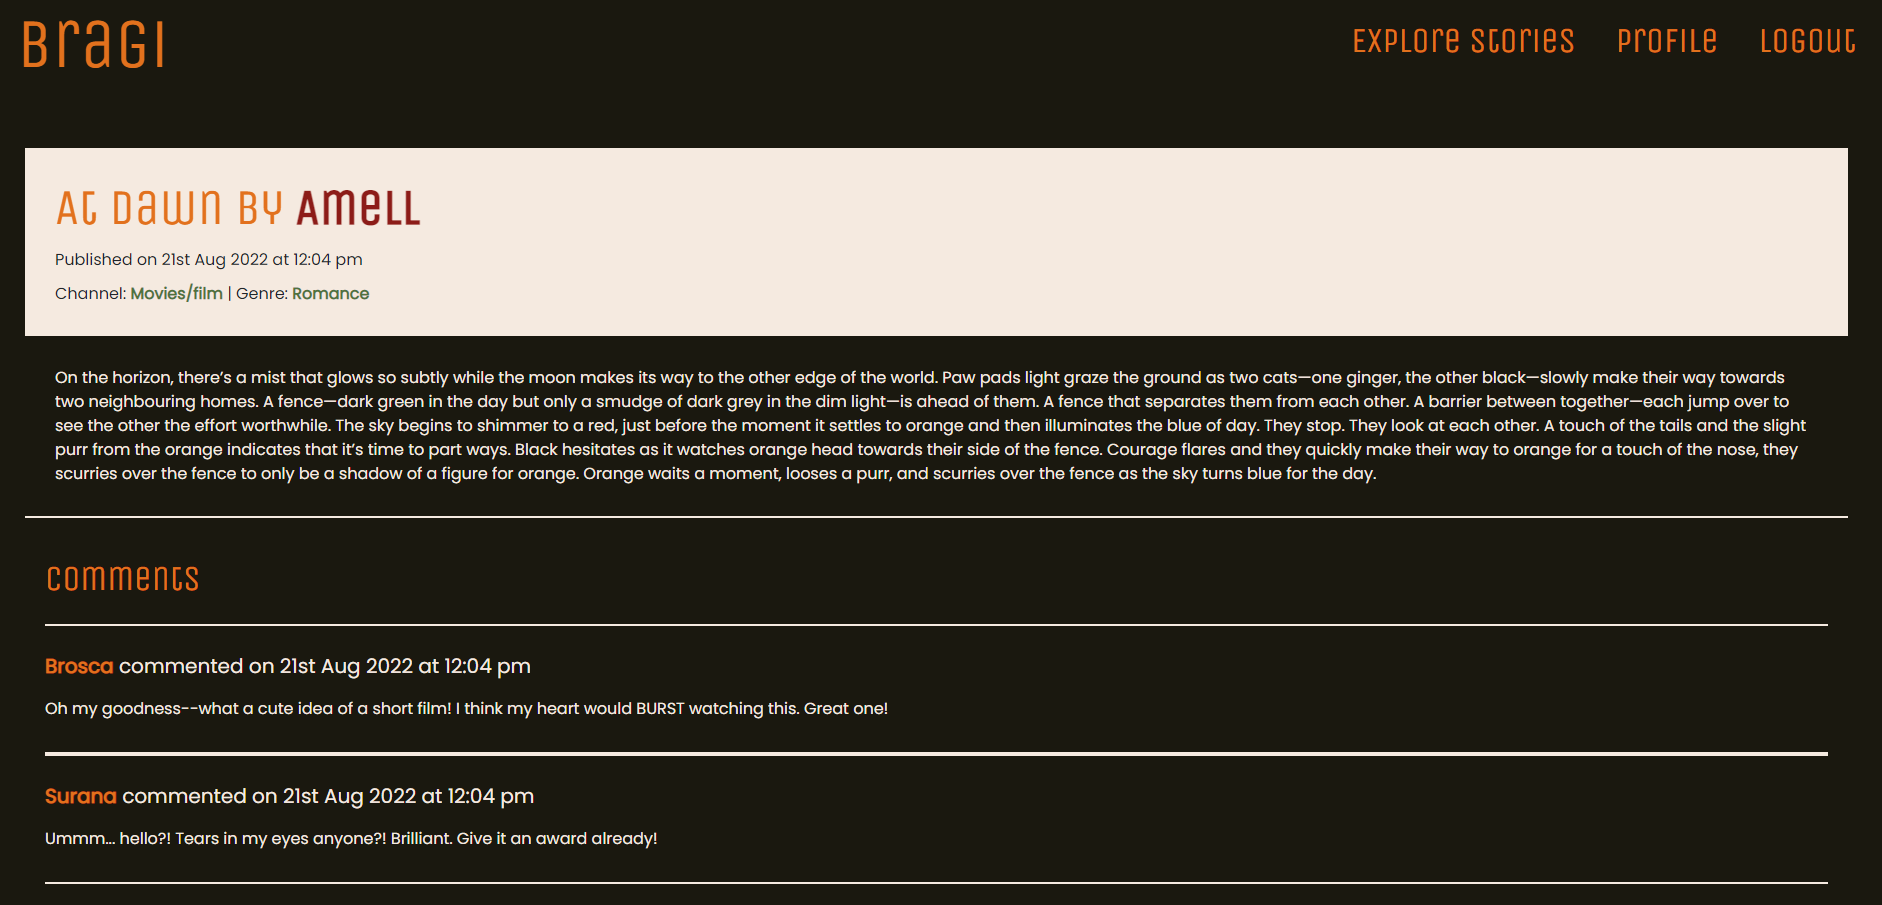 Bragi
Explore Stories Profile Logout
At Dawn by Amell
Published on 21st Aug 2022 at 12:04 pm
Channel: Movies/film | Genre: Romance
On the horizon, there’s a mist that glows so subtly while the moon makes its way to the other edge of the world. Paw pads light graze the ground as two cats—one ginger, the other black—slowly make their way towards
two neighbouring homes. A fence—dark green in the day but only a smudge of dark grey in the dim light—is ahead of them. A fence that separates them from each other. A barrier between together—each jump over to
see the other the effort worthwhile. The sky begins to shimmer to a red, just before the moment it settles to orange and then illuminates the blue of day. They stop. They look at each other. A touch of the tails and the slight
purr from the orange indicates that it’s time to part ways. Black hesitates as it watches orange head towards their side of the fence. Courage flares and they quickly make their way to orange for a touch of the nose, they
scurries over the fence to only be a shadow of a figure for orange. Orange waits a moment, looses a purr, and scurries over the fence as the sky turns blue for the day.
comments
Brosca commented on 21st Aug 2022 at 12:04 pm
Oh my goodness--what a cute idea of a short film! I think my heart would BURST watching this. Great one!
Surana commented on 21st Aug 2022 at 12:04 pm
Ummm... hello?! Tears in my eyes anyone?! Brilliant. Give it an award already!